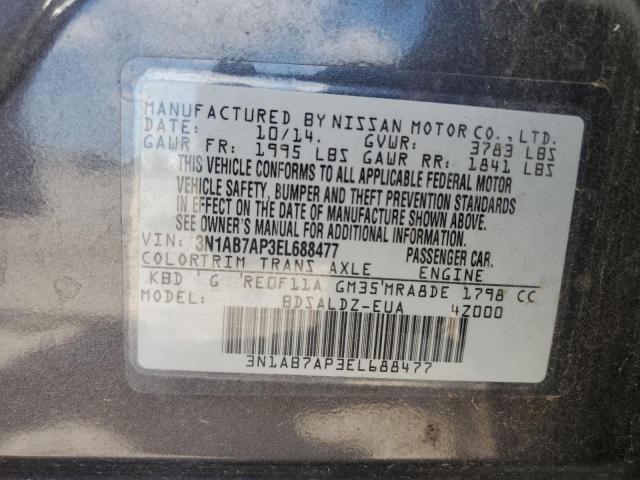 MANUFACTURED BY NISSAN MOTOR CO., LTD.
DATE: 10/14. GVWR: 3783 LBS
GAWR FR: 1995 LBS GAWR RR: 1841 LBS
THIS VEHICLE CONFORMS TO ALL APPLICABLE FEDERAL MOTOR
VEHICLE SAFETY, BUMPER AND THEFT PREVENTION STANDARDS
IN EFFECT ON THE DATE OF MANUFACTURE SHOWN ABOVE.
SEE OWNER'S MANUAL FOR ADDITIONAL INFORMATION.
VIN: 3N1AB7AP3EL688477 PASSENGER CAR.
COLORTRIM TRANS AXLE ENGINE
KBD 'G 'RE0F11A GM35'MRA8DE 1798 CC
MODEL: BDSALDZ-EUA 4Z000
3N1AB7AP3EL688477